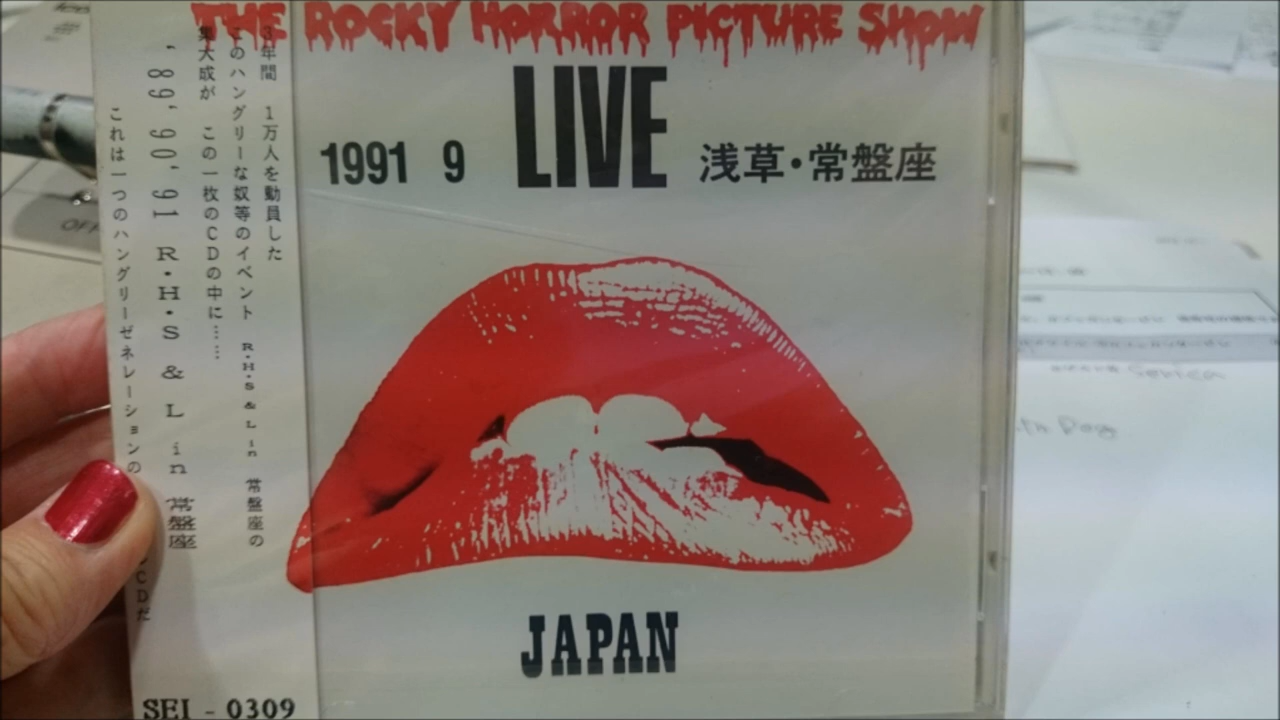 THE ROCKY HORROR PICTURE SHOW
LIVE
1991 9
浅草・常盤座
JAPAN
3年間 1万人を動員した
このハングリーな奴等のイベント R・H・S & L in 常盤座の
集大成が この一枚のCDの中に……
'89 '90 '91 R・H・S & L in 常盤座
これは一つのハングリーゼネレーションの
CDだ
SEI - 0309